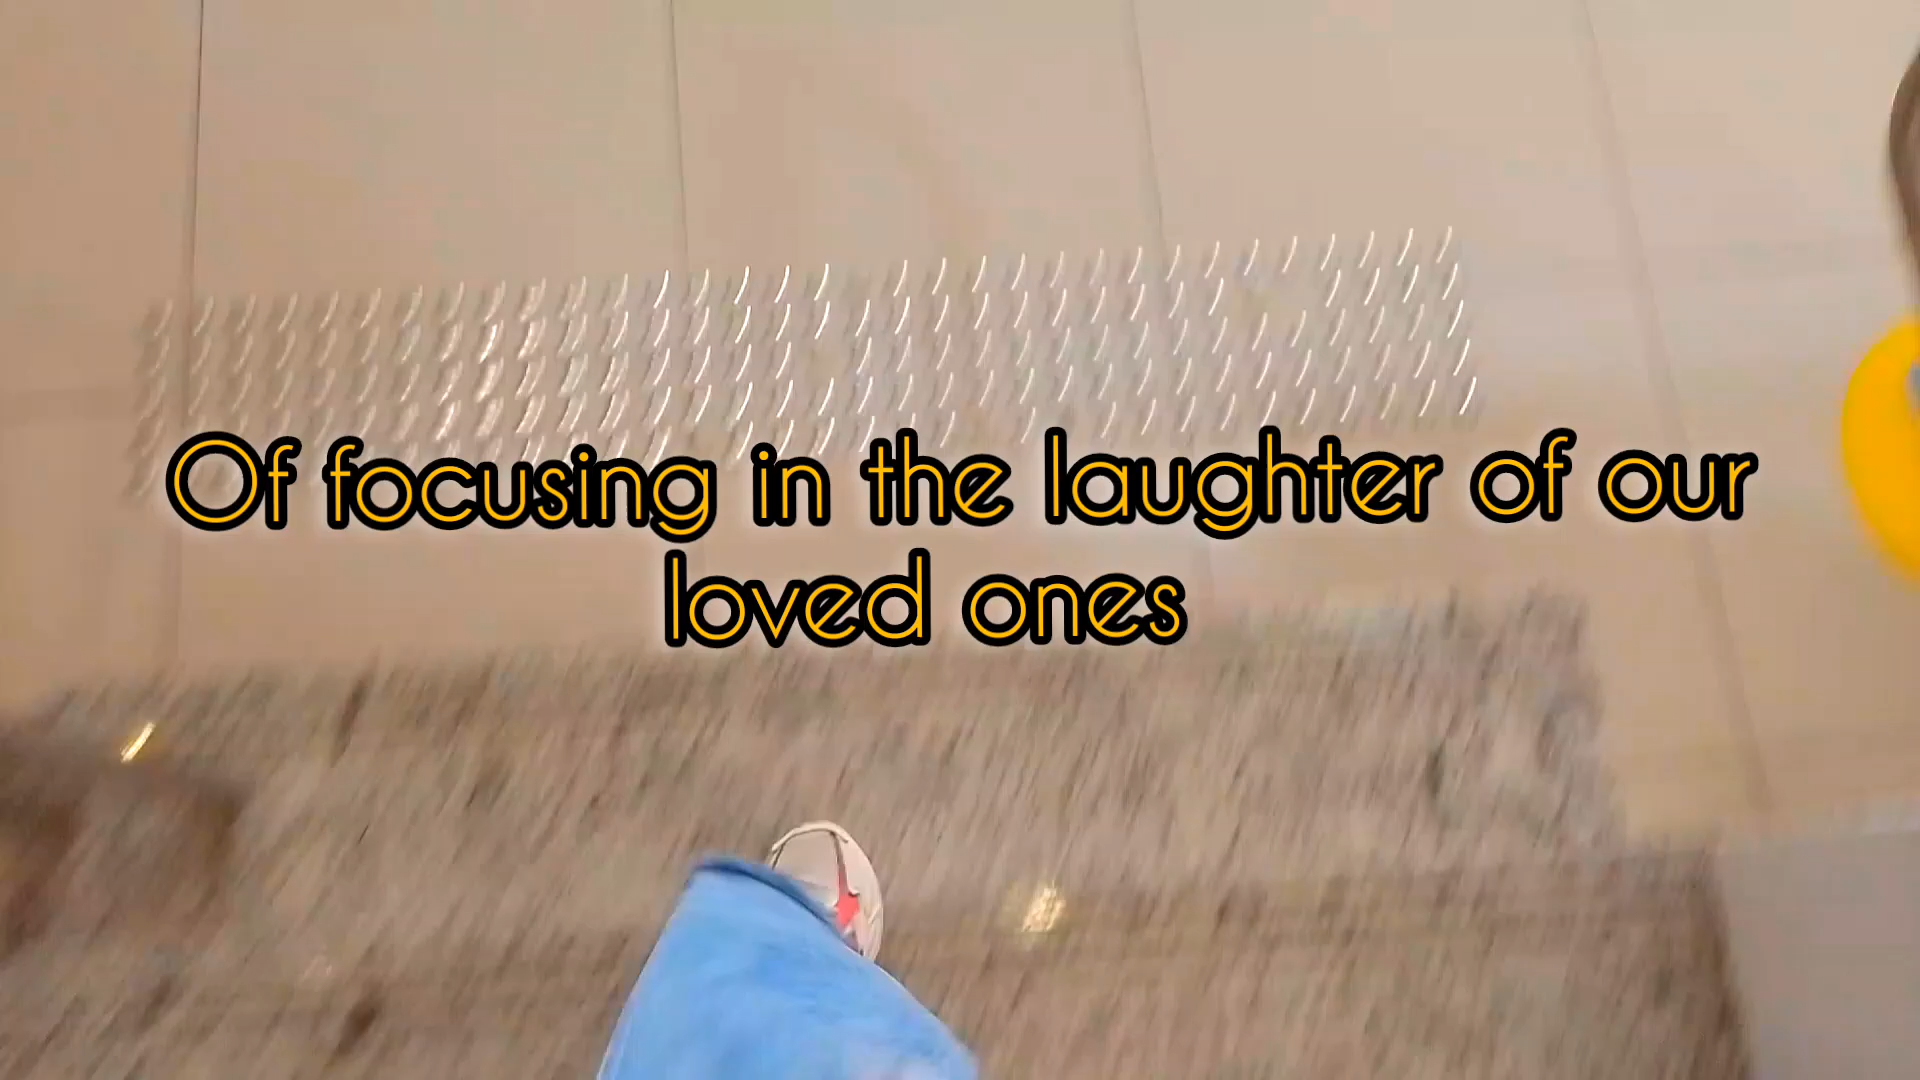 Of focusing in the laughter of our
loved ones